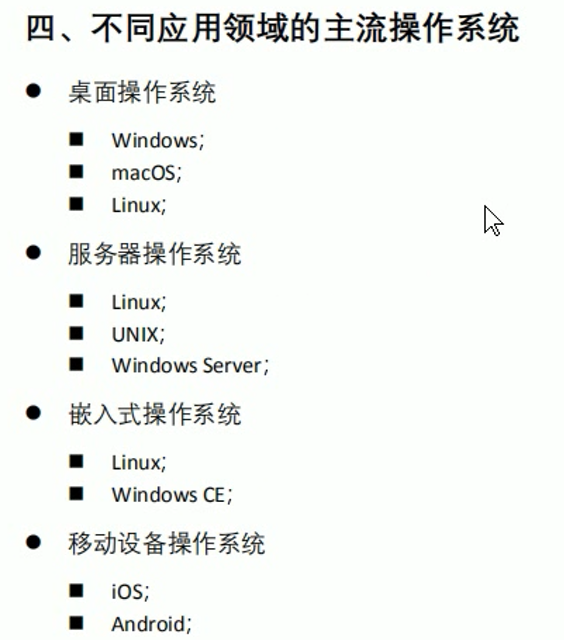 四、不同应用领域的主流操作系统
● 桌面操作系统
■ Windows;
■ macOS;
■ Linux;
● 服务器操作系统
■ Linux;
■ UNIX;
■ Windows Server;
● 嵌入式操作系统
■ Linux;
■ Windows CE;
● 移动设备操作系统
■ iOS;
■ Android;